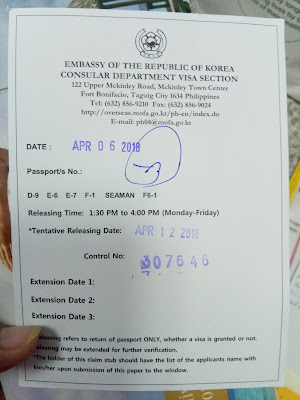 EMBASSY OF THE REPUBLIC OF KOREA
CONSULAR DEPARTMENT VISA SECTION
122 Upper Mckinley Road, Mckinley Town Center
Fort Bonifacio, Taguig City 1634 Philippines
Tel: (632) 856-9210 Fax: (632) 856-9024
http://overseas.mofa.go.kr/ph-en/index.do
E-mail: ph04@mofa.go.kr
DATE : APR 06 2018
Passport/s No.:
D-9 E-6 E-7 F-1 SEAMAN F6-1
Releasing Time: 1:30 PM to 4:00 PM (Monday-Friday)
*Tentative Releasing Date: APR 12 2018
Control No: 307646
Extension Date 1:
Extension Date 2:
Extension Date 3:
Releasing refers to return of passport ONLY, whether a visa is granted or not.
Releasing may be extended for further verification.
*The holder of this claim stub should have the list of the applicants name with
him/her upon submission of this paper to the window.